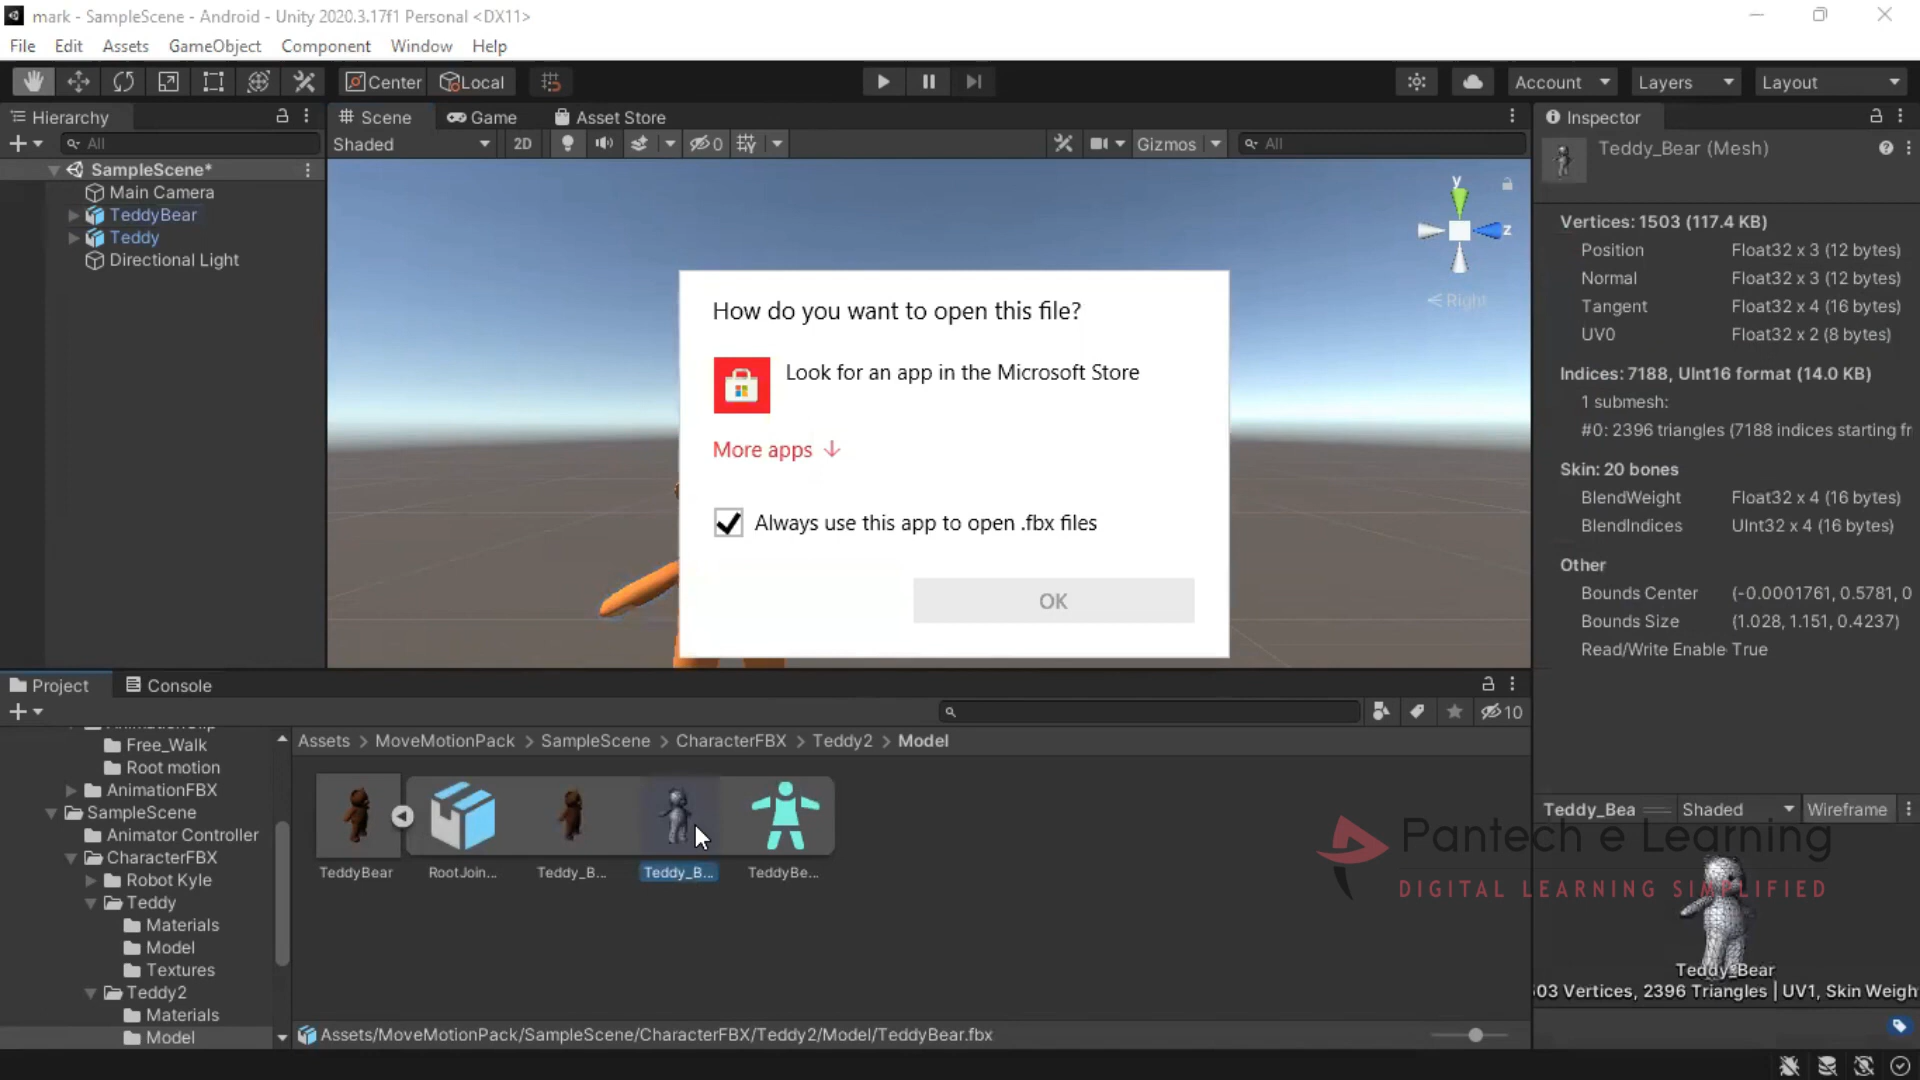 mark - SampleScene - Android - Unity 2020.3.17f1 Personal <DX11>
File Edit Assets GameObject Component Window Help
Center Local Account Layers Layout
Hierarchy
All
SampleScene*
Main Camera
TeddyBear
Teddy
Directional Light
Scene Game Asset Store
Shaded 2D 0 Gizmos All
y
z
Right
How do you want to open this file?
Look for an app in the Microsoft Store
More apps
Always use this app to open .fbx files
OK
Inspector
Teddy_Bear (Mesh)
Vertices: 1503 (117.4 KB)
Position Float32 x 3 (12 bytes)
Normal Float32 x 3 (12 bytes)
Tangent Float32 x 4 (16 bytes)
UV0 Float32 x 2 (8 bytes)
Indices: 7188, UInt16 format (14.0 KB)
1 submesh:
#0: 2396 triangles (7188 indices starting fr
Skin: 20 bones
BlendWeight Float32 x 4 (16 bytes)
BlendIndices UInt32 x 4 (16 bytes)
Other
Bounds Center (-0.0001761, 0.5781, 0
Bounds Size (1.028, 1.151, 0.4237)
Read/Write Enable True
Project Console
10
Free_Walk
Root motion
AnimationFBX
SampleScene
Animator Controller
CharacterFBX
Robot Kyle
Teddy
Materials
Model
Textures
Teddy2
Materials
Model
Assets > MoveMotionPack > SampleScene > CharacterFBX > Teddy2 > Model
TeddyBear RootJoin... Teddy_B... Teddy_B... TeddyBe...
Assets/MoveMotionPack/SampleScene/CharacterFBX/Teddy2/Model/TeddyBear.fbx
Teddy_Bea Shaded Wireframe
Pantech e Learning
DIGITAL LEARNING SIMPLIFIED
Teddy_Bear
03 Vertices, 2396 Triangles | UV1, Skin Weigh